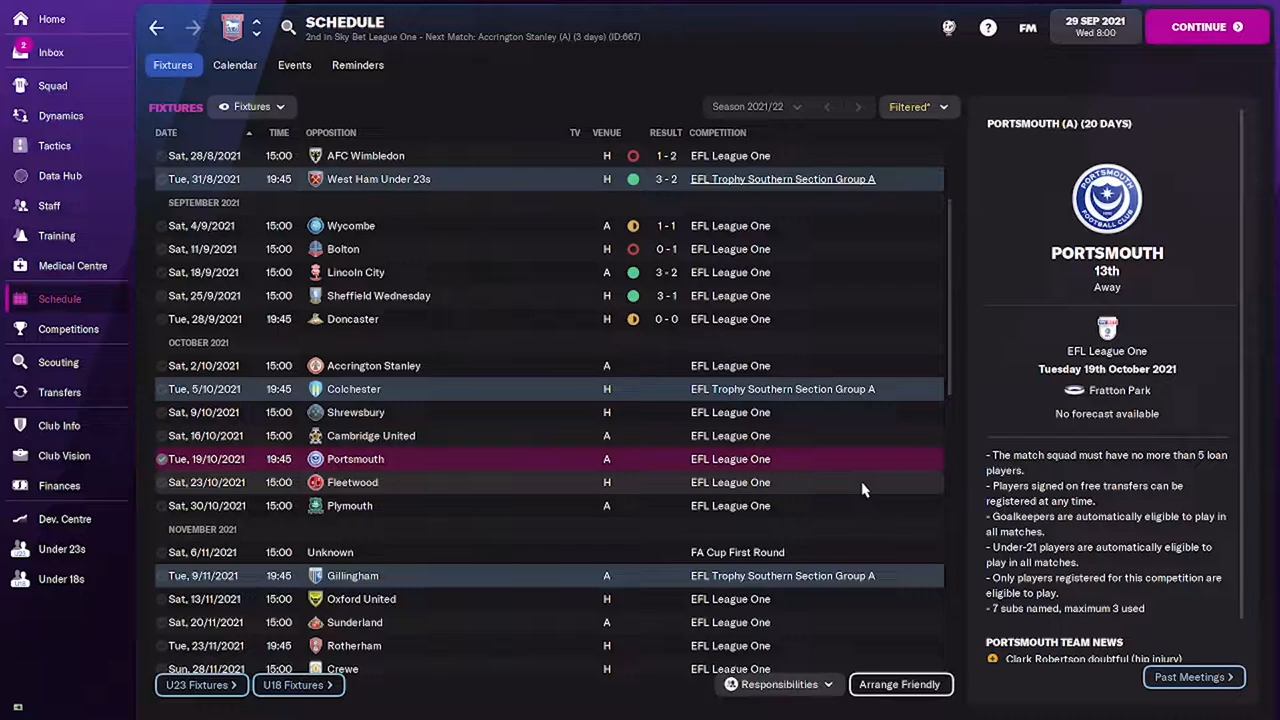 Home
SCHEDULE
2nd in Sky Bet League One - Next Match: Accrington Stanley (A) (3 days) (ID:667)
FM
29 SEP 2021
Wed 8:00
CONTINUE
2
Inbox
Squad
Dynamics
Tactics
Data Hub
Staff
Training
Medical Centre
Schedule
Competitions
Scouting
Transfers
Club Info
Club Vision
Finances
Dev. Centre
Under 23s
Under 18s
Fixtures Calendar Events Reminders
FIXTURES Fixtures Season 2021/22 Filtered*
DATE TIME OPPOSITION TV VENUE RESULT COMPETITION
Sat, 28/8/2021 15:00 AFC Wimbledon H 1 - 2 EFL League One
Tue, 31/8/2021 19:45 West Ham Under 23s H 3 - 2 EFL Trophy Southern Section Group A
SEPTEMBER 2021
Sat, 4/9/2021 15:00 Wycombe A 1 - 1 EFL League One
Sat, 11/9/2021 15:00 Bolton H 0 - 1 EFL League One
Sat, 18/9/2021 15:00 Lincoln City A 3 - 2 EFL League One
Sat, 25/9/2021 15:00 Sheffield Wednesday H 3 - 1 EFL League One
Tue, 28/9/2021 19:45 Doncaster H 0 - 0 EFL League One
OCTOBER 2021
Sat, 2/10/2021 15:00 Accrington Stanley A EFL League One
Tue, 5/10/2021 19:45 Colchester H EFL Trophy Southern Section Group A
Sat, 9/10/2021 15:00 Shrewsbury H EFL League One
Sat, 16/10/2021 15:00 Cambridge United A EFL League One
Tue, 19/10/2021 19:45 Portsmouth A EFL League One
Sat, 23/10/2021 15:00 Fleetwood H EFL League One
Sat, 30/10/2021 15:00 Plymouth A EFL League One
NOVEMBER 2021
Sat, 6/11/2021 15:00 Unknown FA Cup First Round
Tue, 9/11/2021 19:45 Gillingham A EFL Trophy Southern Section Group A
Sat, 13/11/2021 15:00 Oxford United H EFL League One
Sat, 20/11/2021 15:00 Sunderland A EFL League One
Tue, 23/11/2021 19:45 Rotherham H EFL League One
Sun, 28/11/2021 15:00 Crewe H EFL League One
U23 Fixtures > U18 Fixtures > Responsibilities Arrange Friendly
PORTSMOUTH (A) (20 DAYS)
PORTSMOUTH
13th
Away
EFL League One
Tuesday 19th October 2021
Fratton Park
No forecast available
- The match squad must have no more than 5 loan
players.
- Players signed on free transfers can be
registered at any time.
- Goalkeepers are automatically eligible to play in
all matches.
- Under-21 players are automatically eligible to
play in all matches.
- Only players registered for this competition are
eligible to play.
- 7 subs named, maximum 3 used
PORTSMOUTH TEAM NEWS
Clark Robertson doubtful (hip injury)
Past Meetings >